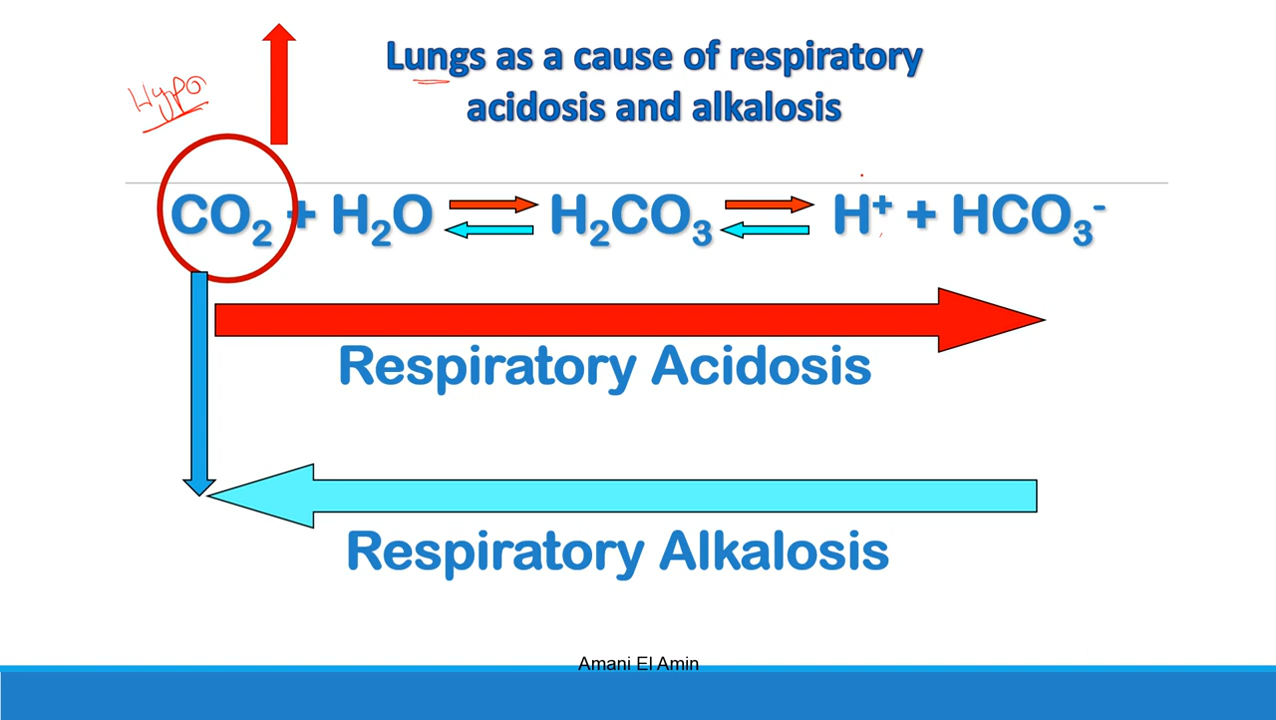 Lungs as a cause of respiratory
acidosis and alkalosis
Hypo
CO₂ + H₂O H₂CO₃ H⁺ + HCO₃⁻
Respiratory Acidosis
Respiratory Alkalosis
Amani El Amin